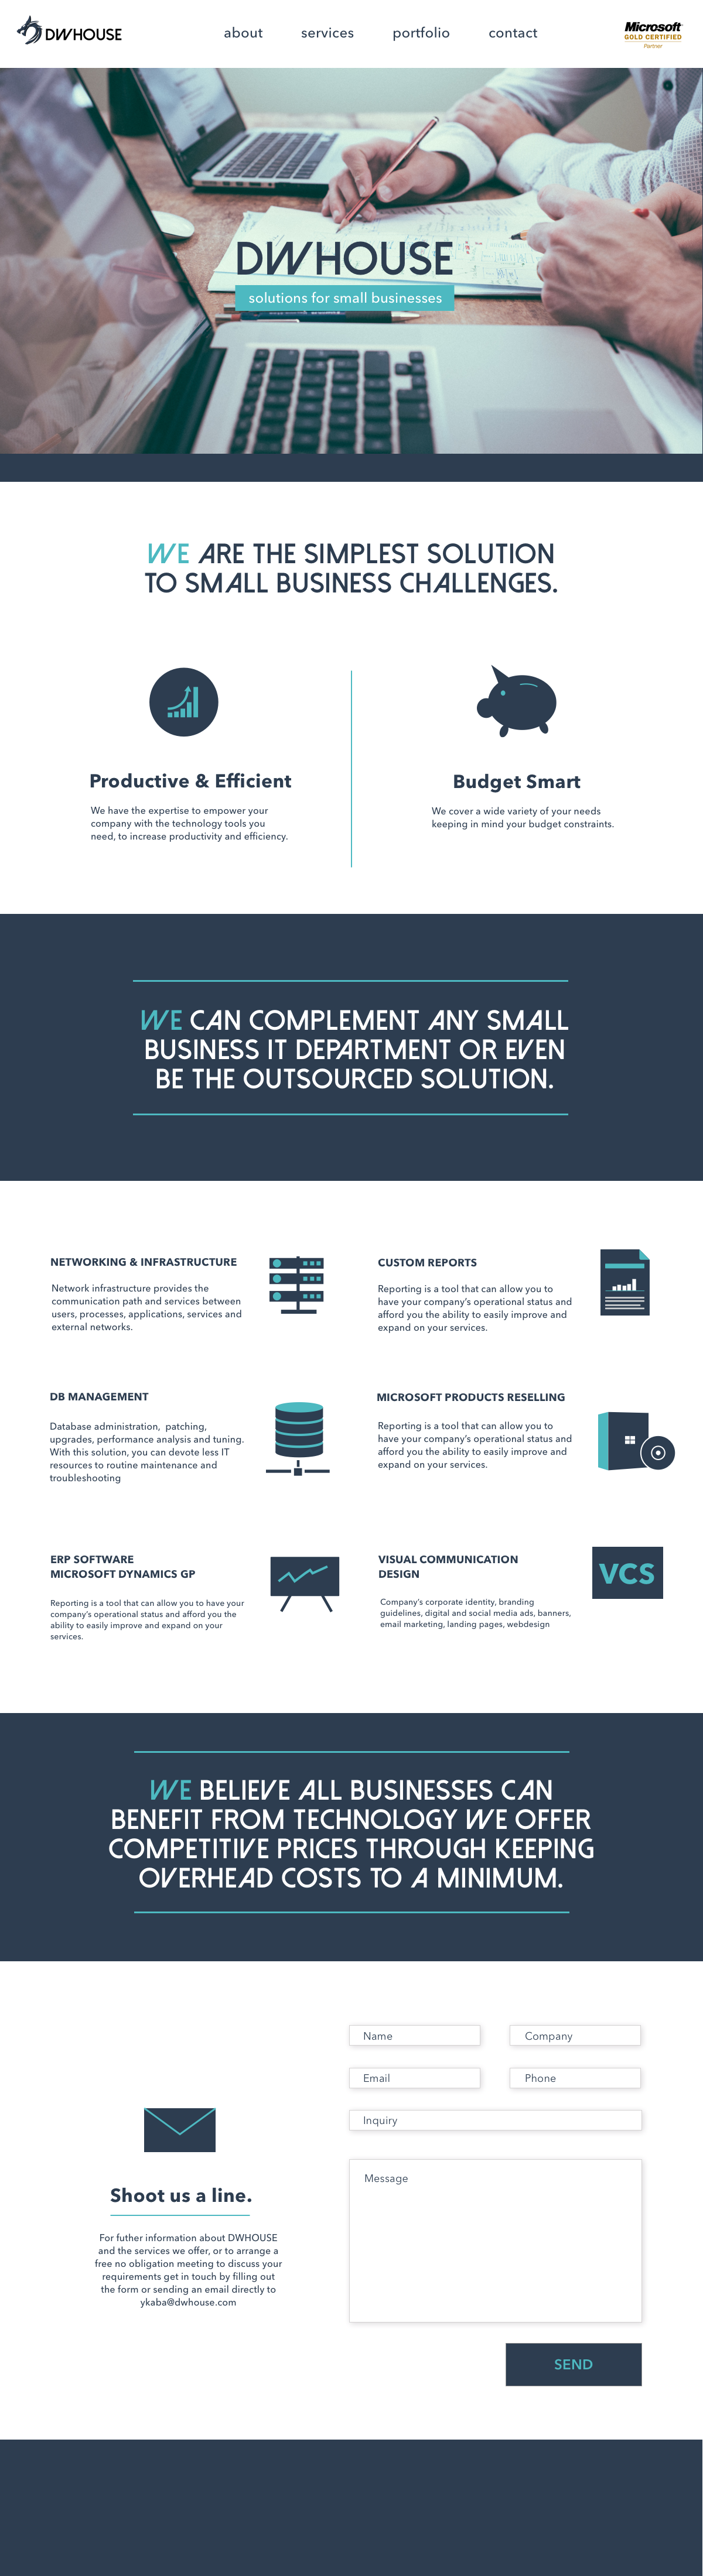 DWHOUSE
about services portfolio contact
Microsoft
GOLD CERTIFIED
Partner
DWHOUSE
solutions for small businesses
WE ARE THE SIMPLEST SOLUTION
TO SMALL BUSINESS CHALLENGES.
Productive & Efficient
We have the expertise to empower your
company with the technology tools you
need, to increase productivity and efficiency.
Budget Smart
We cover a wide variety of your needs
keeping in mind your budget constraints.
WE CAN COMPLEMENT ANY SMALL
BUSINESS IT DEPARTMENT OR EVEN
BE THE OUTSOURCED SOLUTION.
NETWORKING & INFRASTRUCTURE
Network infrastructure provides the
communication path and services between
users, processes, applications, services and
external networks.
CUSTOM REPORTS
Reporting is a tool that can allow you to
have your company's operational status and
afford you the ability to easily improve and
expand on your services.
DB MANAGEMENT
Database administration, patching,
upgrades, performance analysis and tuning.
With this solution, you can devote less IT
resources to routine maintenance and
troubleshooting
MICROSOFT PRODUCTS RESELLING
Reporting is a tool that can allow you to
have your company's operational status and
afford you the ability to easily improve and
expand on your services.
ERP SOFTWARE
MICROSOFT DYNAMICS GP
Reporting is a tool that can allow you to have your
company's operational status and afford you the
ability to easily improve and expand on your
services.
VISUAL COMMUNICATION
DESIGN
Company's corporate identity, branding
guidelines, digital and social media ads, banners,
email marketing, landing pages, webdesign
VCS
WE BELIEVE ALL BUSINESSES CAN
BENEFIT FROM TECHNOLOGY WE OFFER
COMPETITIVE PRICES THROUGH KEEPING
OVERHEAD COSTS TO A MINIMUM.
Shoot us a line.
For futher information about DWHOUSE
and the services we offer, or to arrange a
free no obligation meeting to discuss your
requirements get in touch by filling out
the form or sending an email directly to
ykaba@dwhouse.com
Name
Company
Email
Phone
Inquiry
Message
SEND